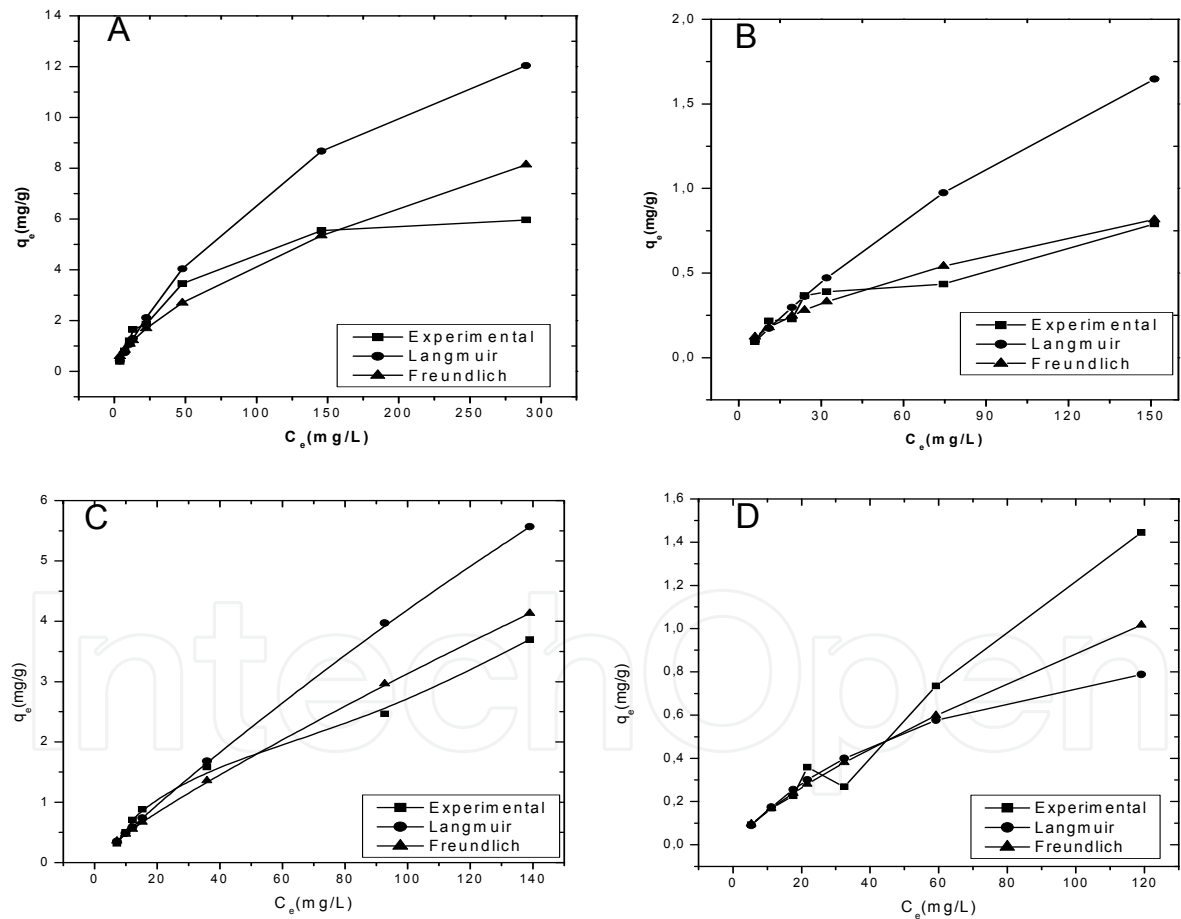 A
14
12
10
8
6
4
2
0
q_e(mg/g)
0 50 100 150 200 250 300
C_e(mg/L)
Experimental
Langmuir
Freundlich
B
2,0
1,5
1,0
0,5
0,0
q_e(mg/g)
0 30 60 90 120 150
C_e(mg/L)
Experimental
Langmuir
Freundlich
C
6
5
4
3
2
1
0
q_e(mg/g)
0 20 40 60 80 100 120 140
C_e(mg/L)
Experimental
Langmuir
Freundlich
D
1,6
1,4
1,2
1,0
0,8
0,6
0,4
0,2
0,0
q_e(mg/g)
0 20 40 60 80 100 120
C_e(mg/L)
Experimental
Langmuir
Freundlich
IntechOpen